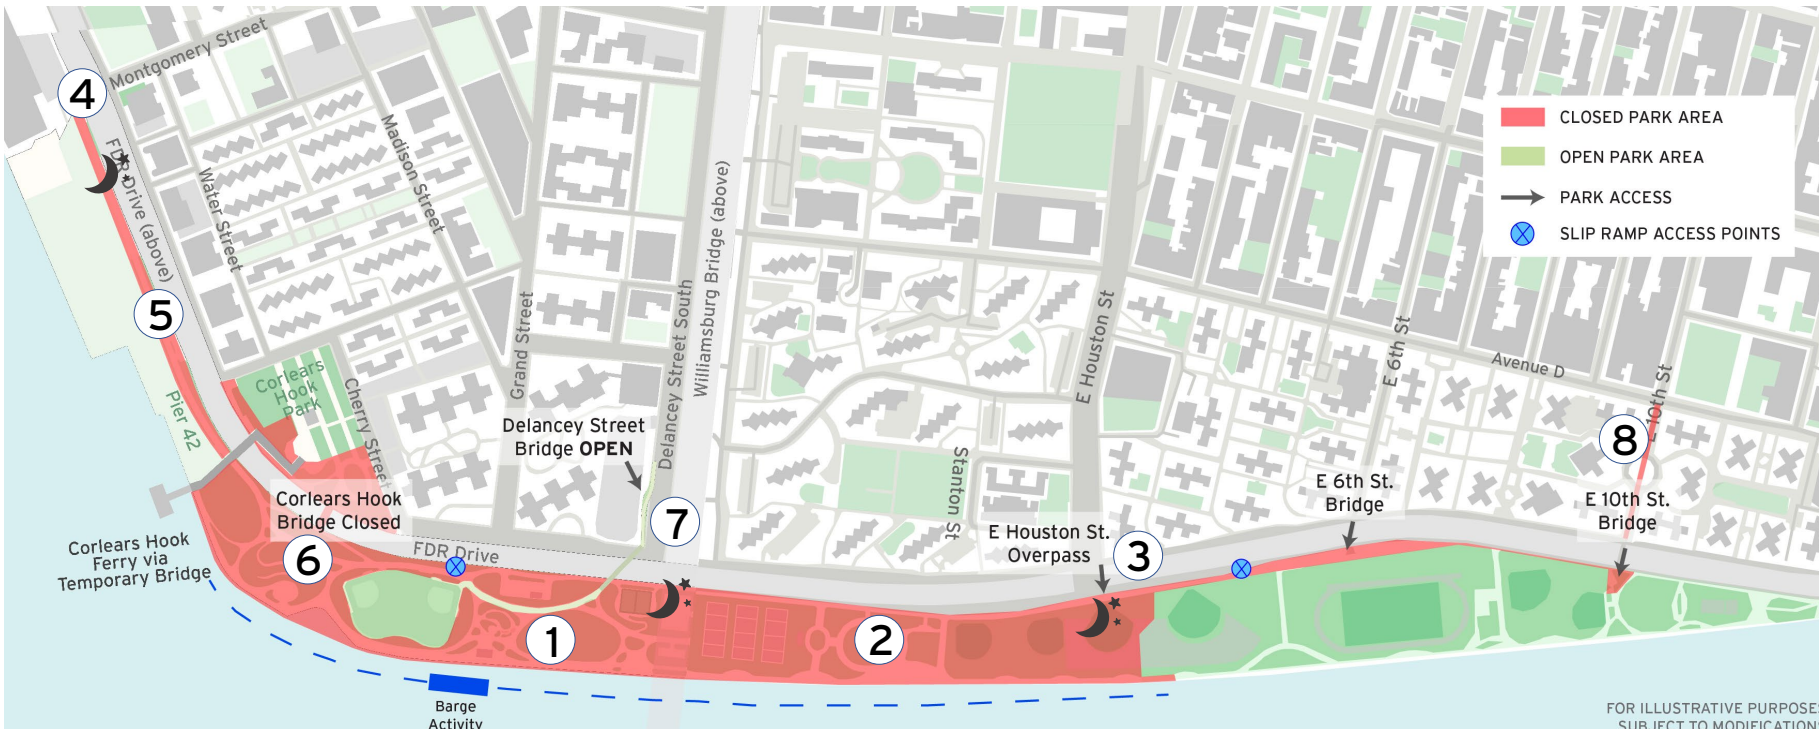 Montgomery Street
4
FDR Drive (above)
Water Street
Madison Street
5
Pier 42
Corlears
Hook
Park
Cherry Street
Grand Street
Delancey Street South
Williamsburg Bridge (above)
Delancey Street
Bridge OPEN
7
Corlears Hook
Bridge Closed
Corlears Hook
Ferry via
Temporary Bridge
6
FDR Drive
1
2
Barge
Activity
Stanton St
E Houston St
E Houston St.
Overpass
3
E 6th St
E 6th St.
Bridge
Avenue D
E 10th St
8
E 10th St.
Bridge
CLOSED PARK AREA
OPEN PARK AREA
PARK ACCESS
SLIP RAMP ACCESS POINTS
FOR ILLUSTRATIVE PURPOSES
SUBJECT TO MODIFICATIONS